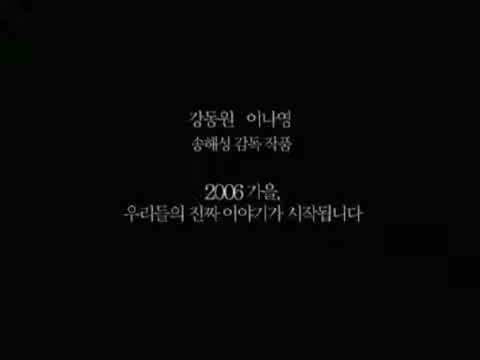 강동원 이나영
송해성 감독 작품
2006 가을,
우리들의 진짜 이야기가 시작됩니다